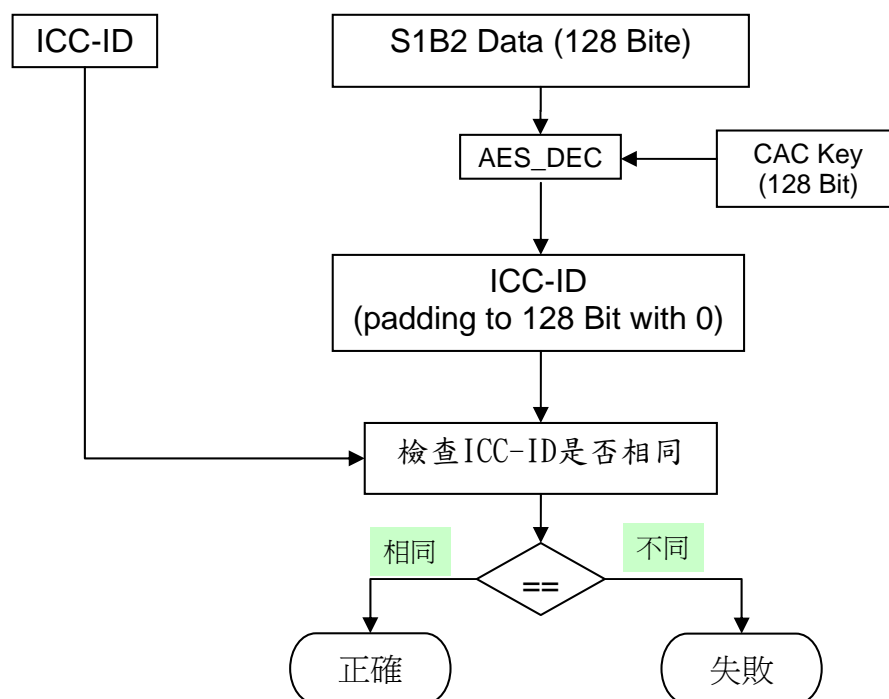 ICC-ID
S1B2 Data (128 Bite)
AES_DEC
CAC Key
(128 Bit)
ICC-ID
(padding to 128 Bit with 0)
檢查ICC-ID是否相同
相同
不同
==
正確
失敗